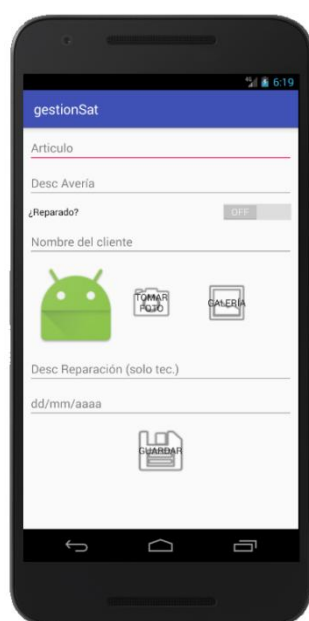 4G 6:19
gestionSat
Articulo
Desc Avería
¿Reparado? OFF
Nombre del cliente
TOMAR FOTO
GALERÍA
Desc Reparación (solo tec.)
dd/mm/aaaa
GUARDAR